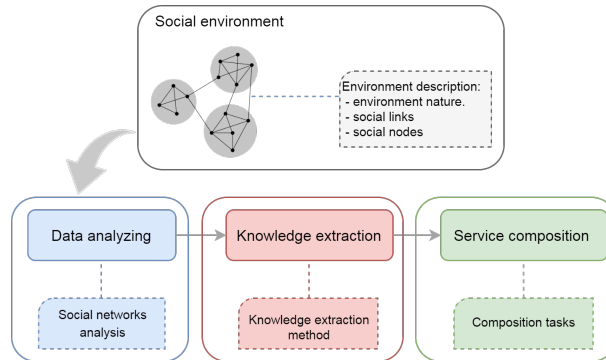 Social environment
Environment description:
- environment nature.
- social links
- social nodes
Data analyzing
Knowledge extraction
Service composition
Social networks
analysis
Knowledge extraction
method
Composition tasks